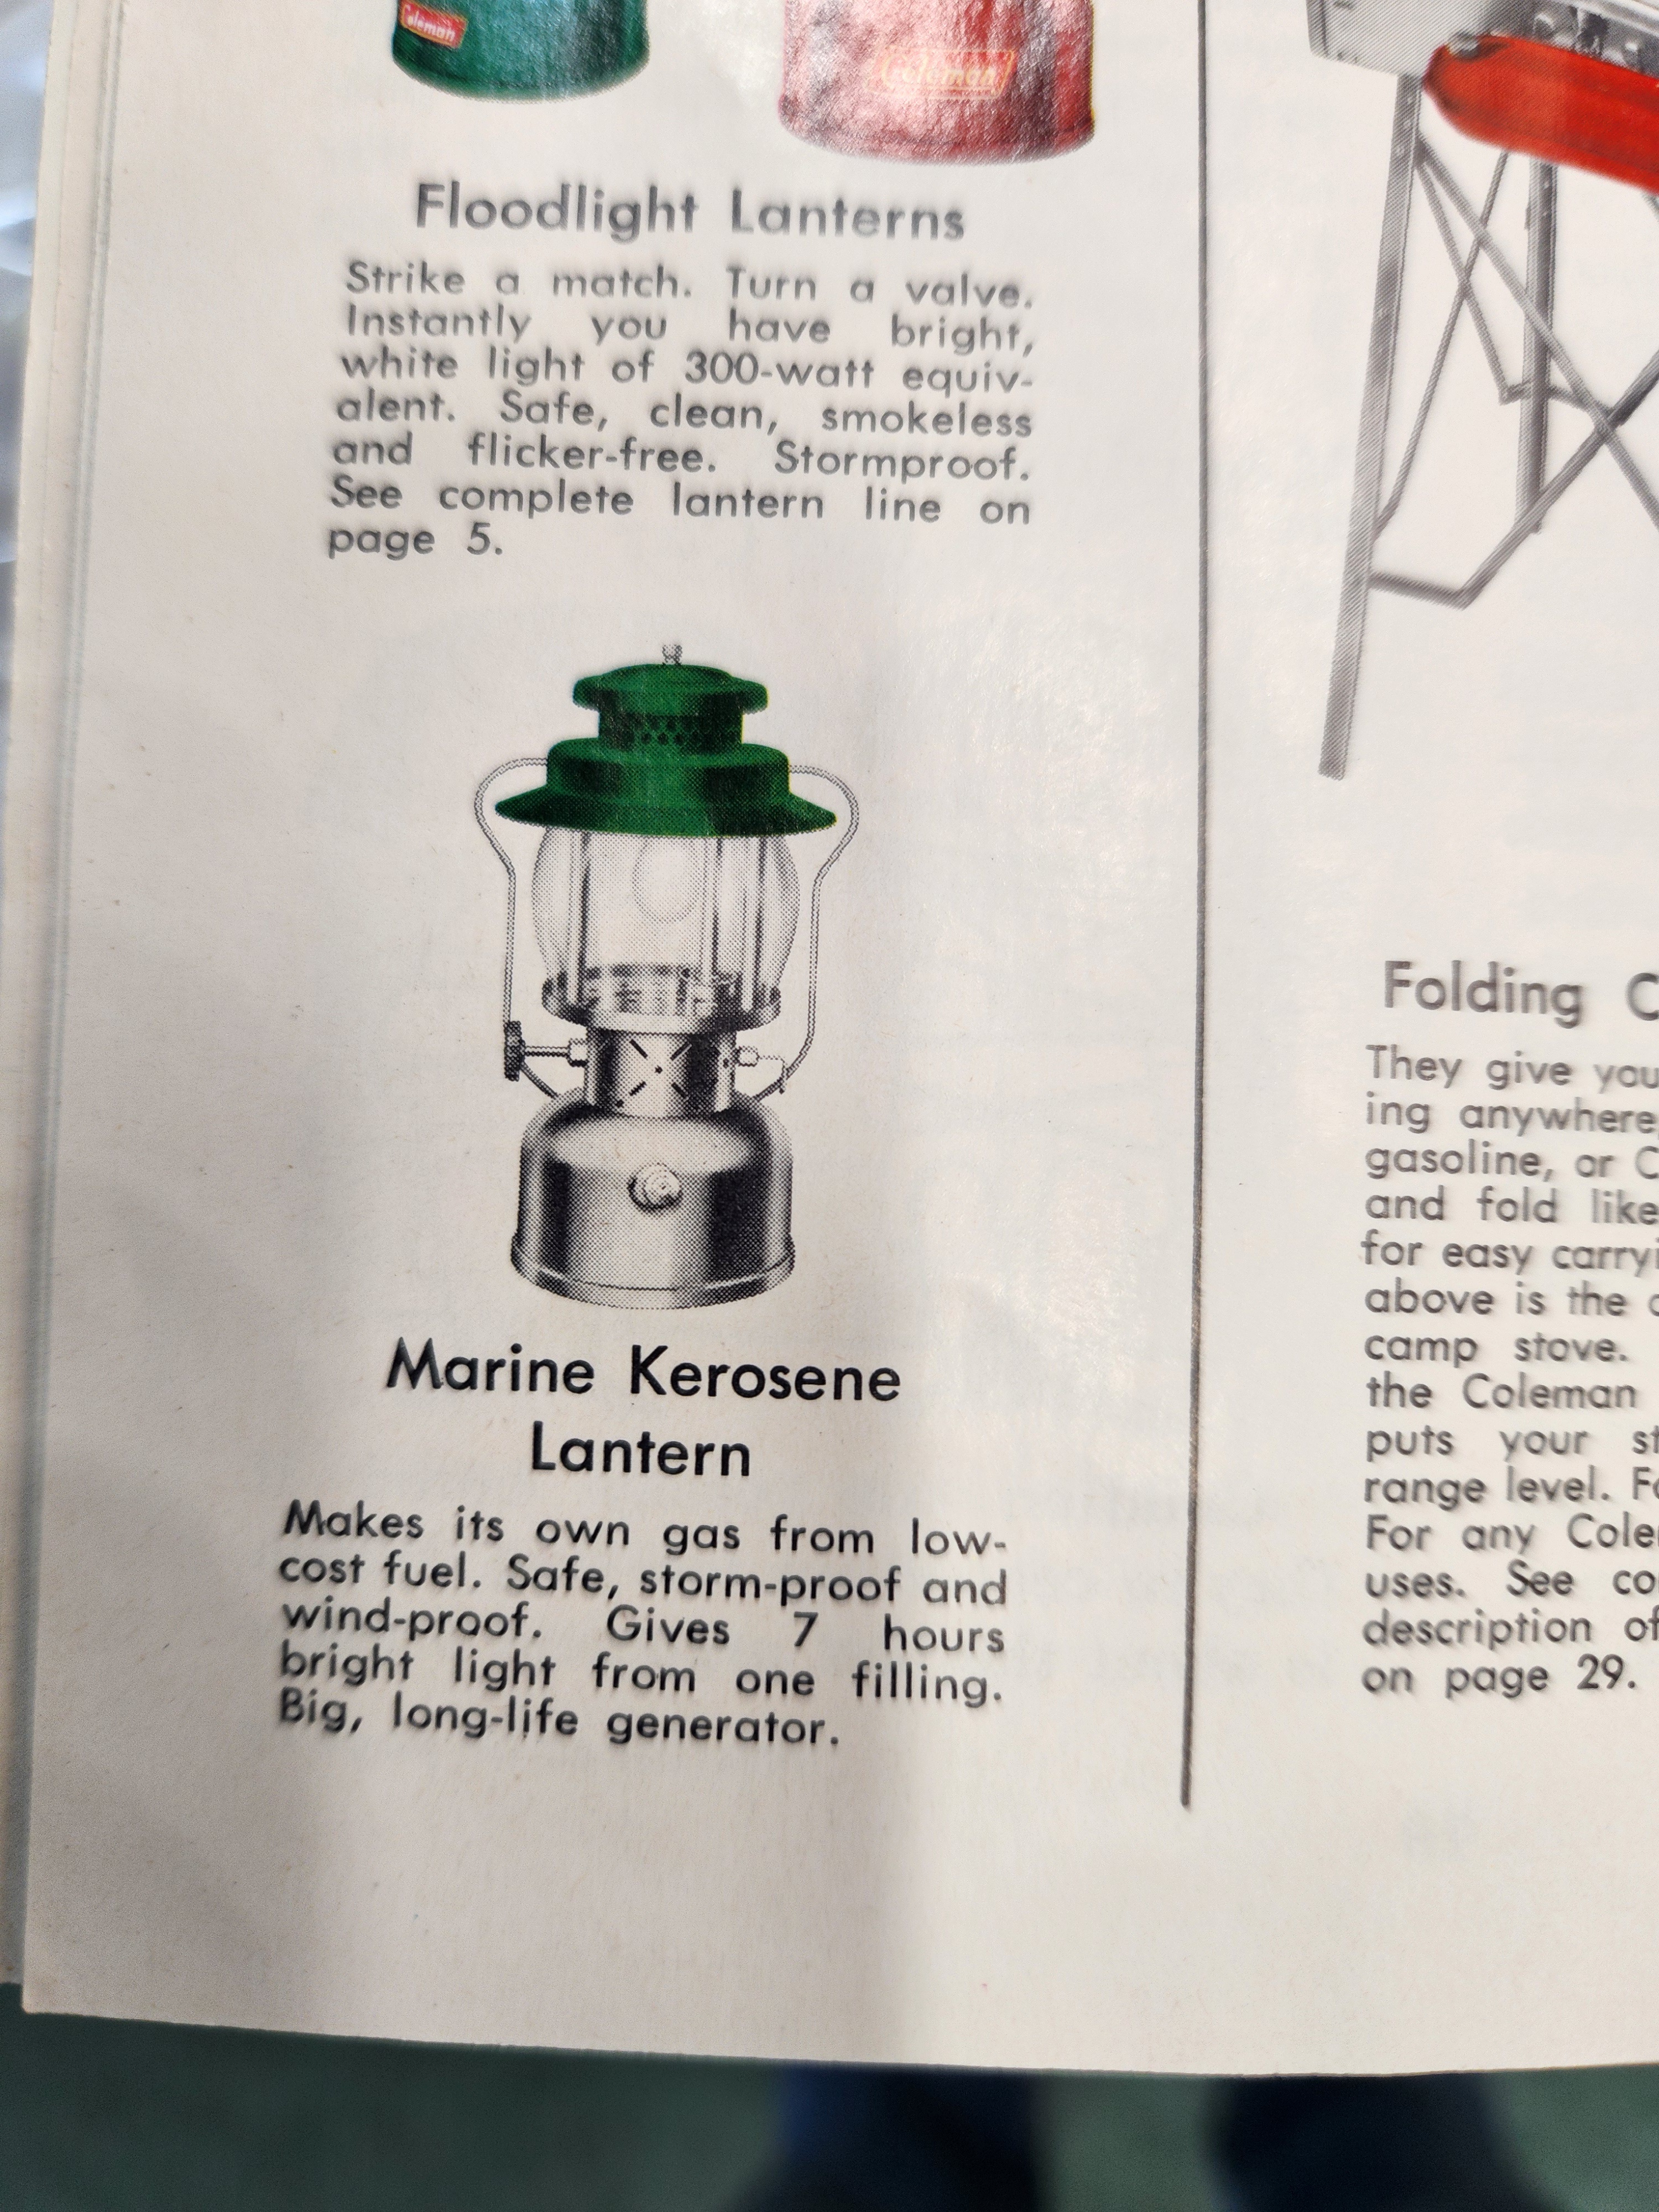 Coleman
Coleman
Floodlight Lanterns
Strike a match. Turn a valve.
Instantly you have bright,
white light of 300-watt equiv-
alent. Safe, clean, smokeless
and flicker-free. Stormproof.
See complete lantern line on
page 5.
Marine Kerosene
Lantern
Makes its own gas from low-
cost fuel. Safe, storm-proof and
wind-proof. Gives 7 hours
bright light from one filling.
Big, long-life generator.
Folding
They give you
ing anywhere,
gasoline, or
and fold like
for easy
above is the
camp stove.
the Coleman
puts your
range level.
For any
uses. See
description of
on page 29.